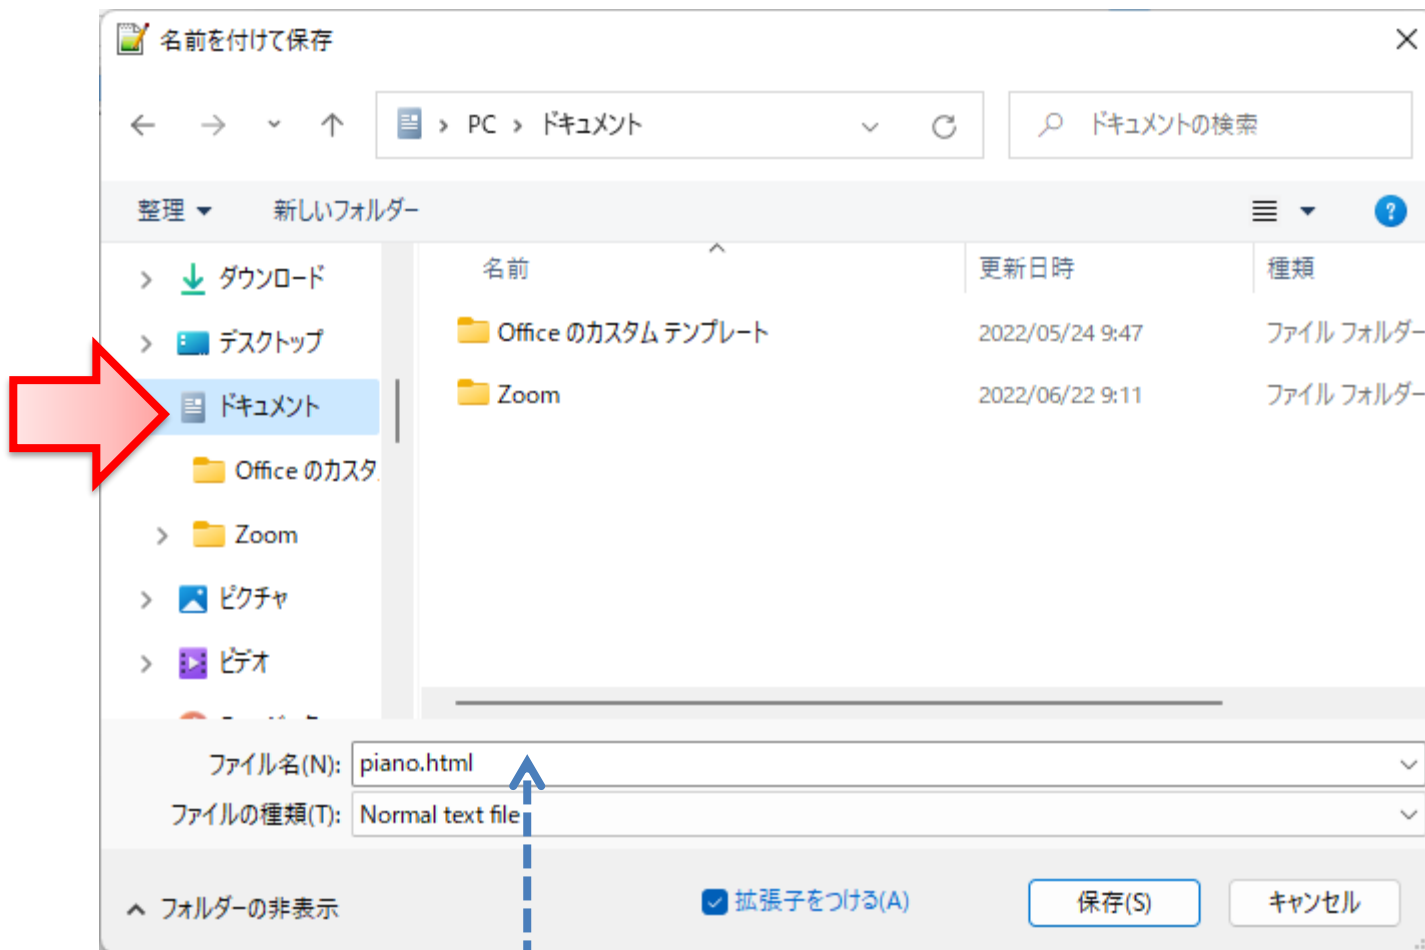 名前を付けて保存
PC ドキュメント
ドキュメントの検索
整理 新しいフォルダー
名前 更新日時 種類
ダウンロード
デスクトップ
ドキュメント
Office のカスタ
Zoom
ピクチャ
ビデオ
Office のカスタム テンプレート 2022/05/24 9:47 ファイル フォルダー
Zoom 2022/06/22 9:11 ファイル フォルダー
ファイル名(N): piano.html
ファイルの種類(T): Normal text file
フォルダーの非表示
拡張子をつける(A)
保存(S)
キャンセル